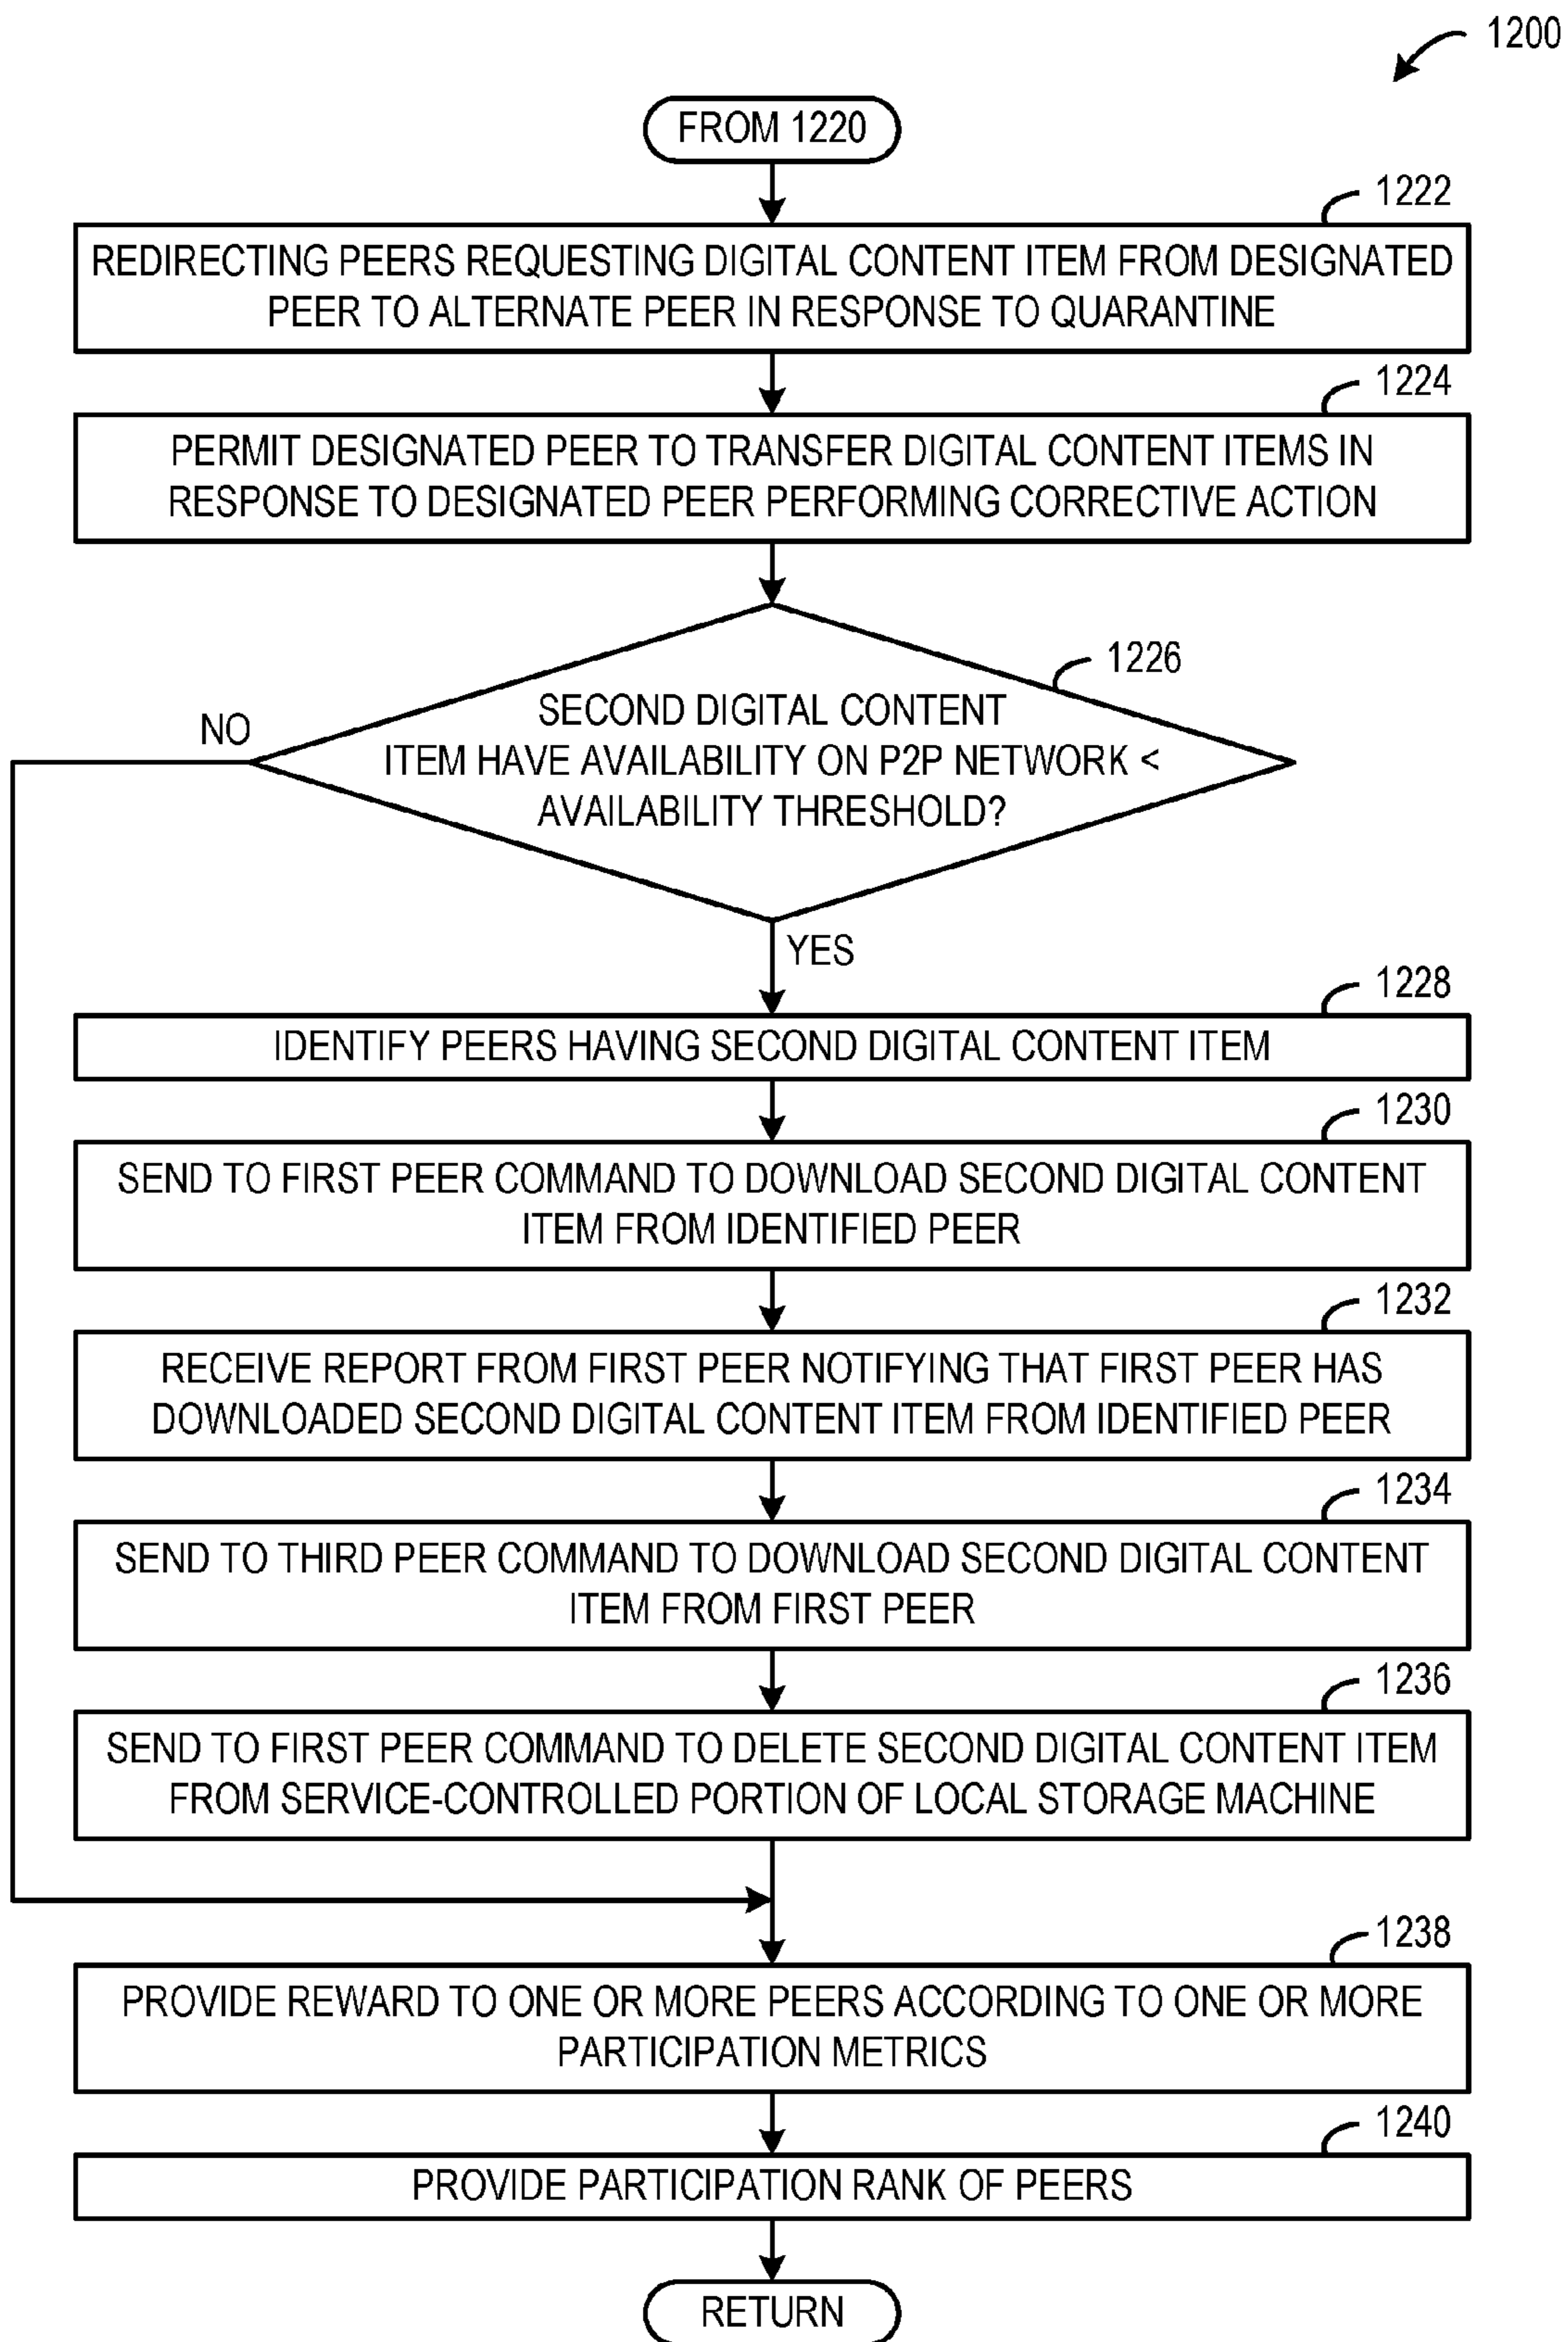 1200
FROM 1220
1222
REDIRECTING PEERS REQUESTING DIGITAL CONTENT ITEM FROM DESIGNATED
PEER TO ALTERNATE PEER IN RESPONSE TO QUARANTINE
1224
PERMIT DESIGNATED PEER TO TRANSFER DIGITAL CONTENT ITEMS IN
RESPONSE TO DESIGNATED PEER PERFORMING CORRECTIVE ACTION
1226
SECOND DIGITAL CONTENT
ITEM HAVE AVAILABILITY ON P2P NETWORK <
AVAILABILITY THRESHOLD?
NO
YES
1228
IDENTIFY PEERS HAVING SECOND DIGITAL CONTENT ITEM
1230
SEND TO FIRST PEER COMMAND TO DOWNLOAD SECOND DIGITAL CONTENT
ITEM FROM IDENTIFIED PEER
1232
RECEIVE REPORT FROM FIRST PEER NOTIFYING THAT FIRST PEER HAS
DOWNLOADED SECOND DIGITAL CONTENT ITEM FROM IDENTIFIED PEER
1234
SEND TO THIRD PEER COMMAND TO DOWNLOAD SECOND DIGITAL CONTENT
ITEM FROM FIRST PEER
1236
SEND TO FIRST PEER COMMAND TO DELETE SECOND DIGITAL CONTENT ITEM
FROM SERVICE-CONTROLLED PORTION OF LOCAL STORAGE MACHINE
1238
PROVIDE REWARD TO ONE OR MORE PEERS ACCORDING TO ONE OR MORE
PARTICIPATION METRICS
1240
PROVIDE PARTICIPATION RANK OF PEERS
RETURN